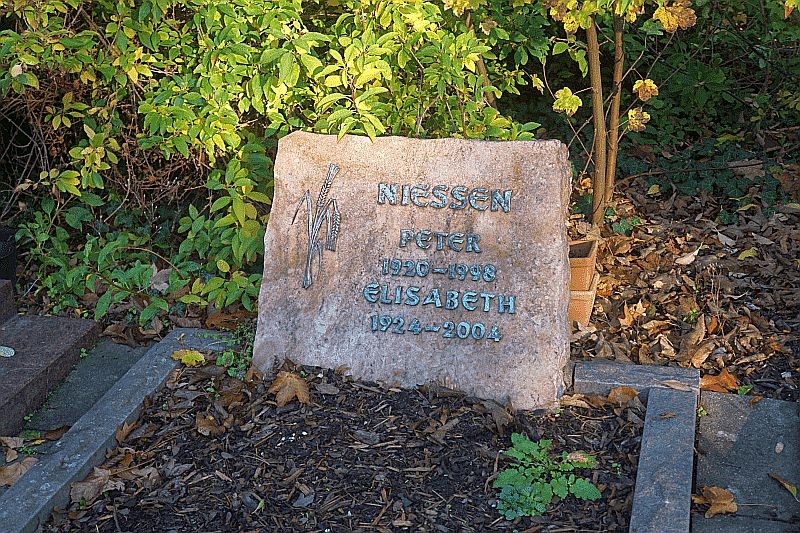 NIESSEN
PETER
1920-1998
ELISABETH
1924-2004